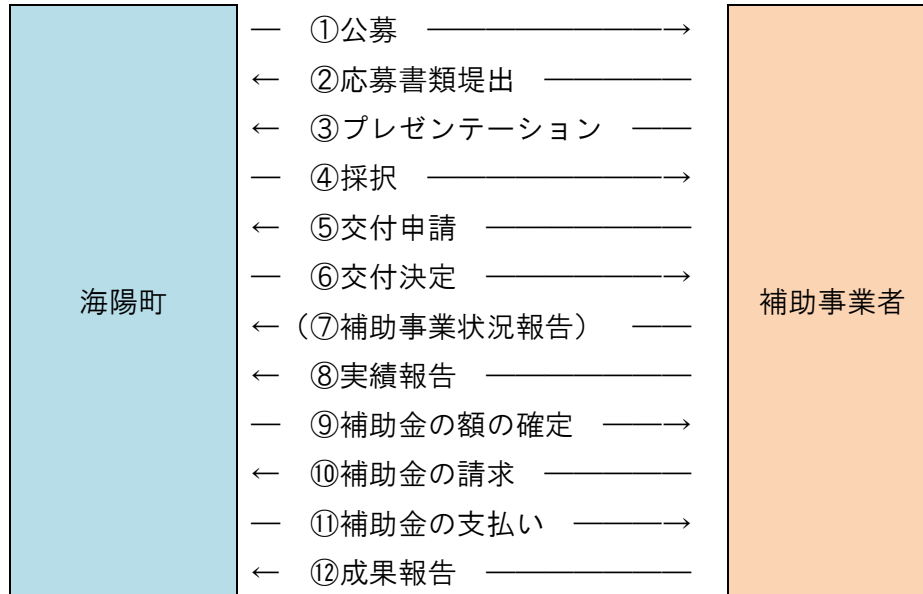 海陽町
― ①公募 ――――――――→
← ②応募書類堤出 ―――――
← ③プレゼンテーション ――
― ④採択 ――――――――→
← ⑤交付申請 ―――――――
― ⑥交付決定 ――――――→
←（⑦補助事業状況報告） ――
← ⑧実績報告 ―――――――
― ⑨補助金の額の確定 ――→
← ⑩補助金の請求 ―――――
― ⑪補助金の支払い ―――→
← ⑫成果報告 ―――――――
補助事業者